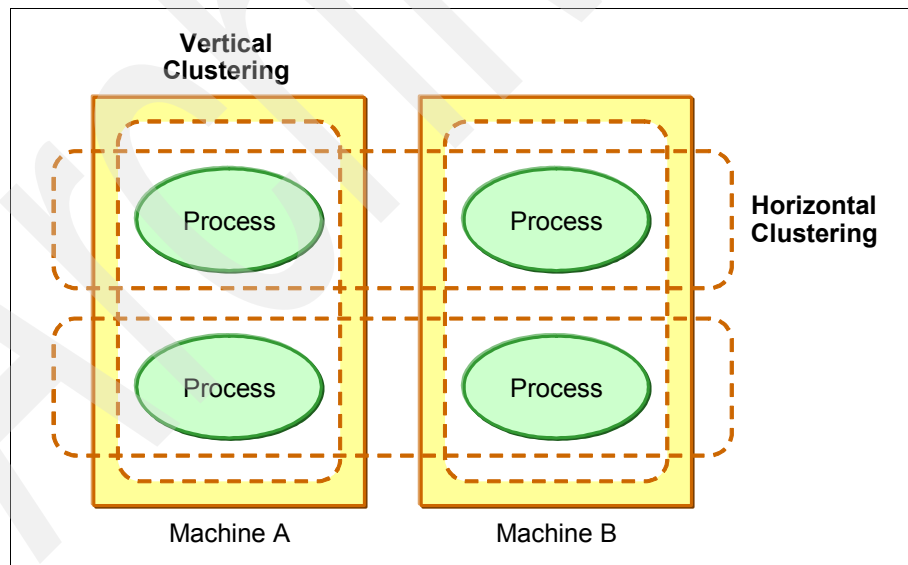 Vertical
Clustering
Process
Process
Horizontal
Clustering
Process
Process
Machine A
Machine B